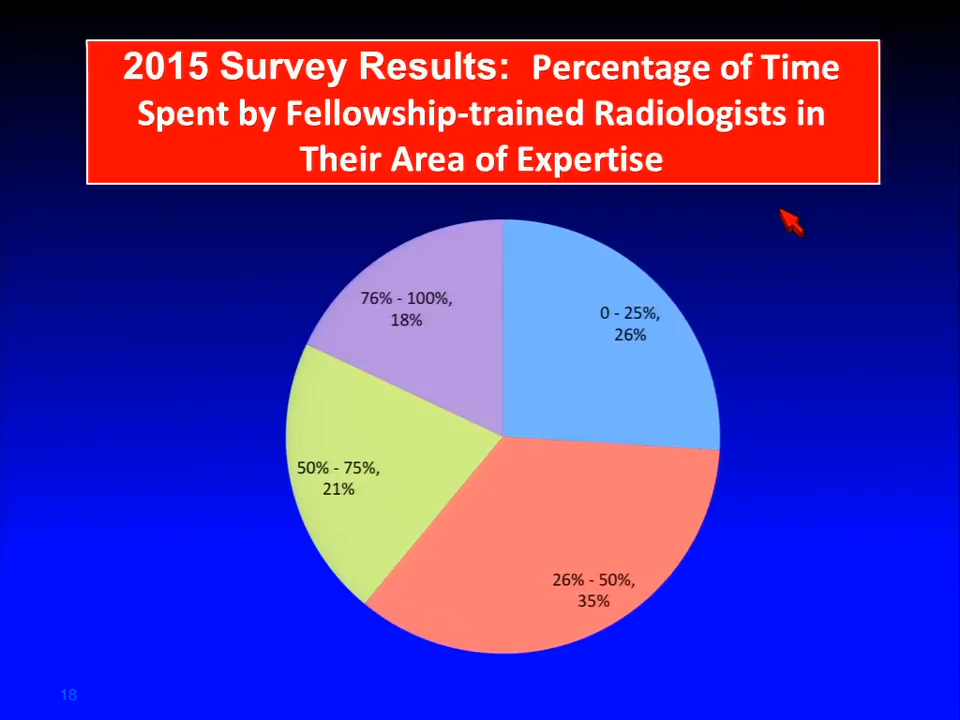 2015 Survey Results: Percentage of Time
Spent by Fellowship-trained Radiologists in
Their Area of Expertise
76% - 100%,
18%
0 - 25%,
26%
50% - 75%,
21%
26% - 50%,
35%
18